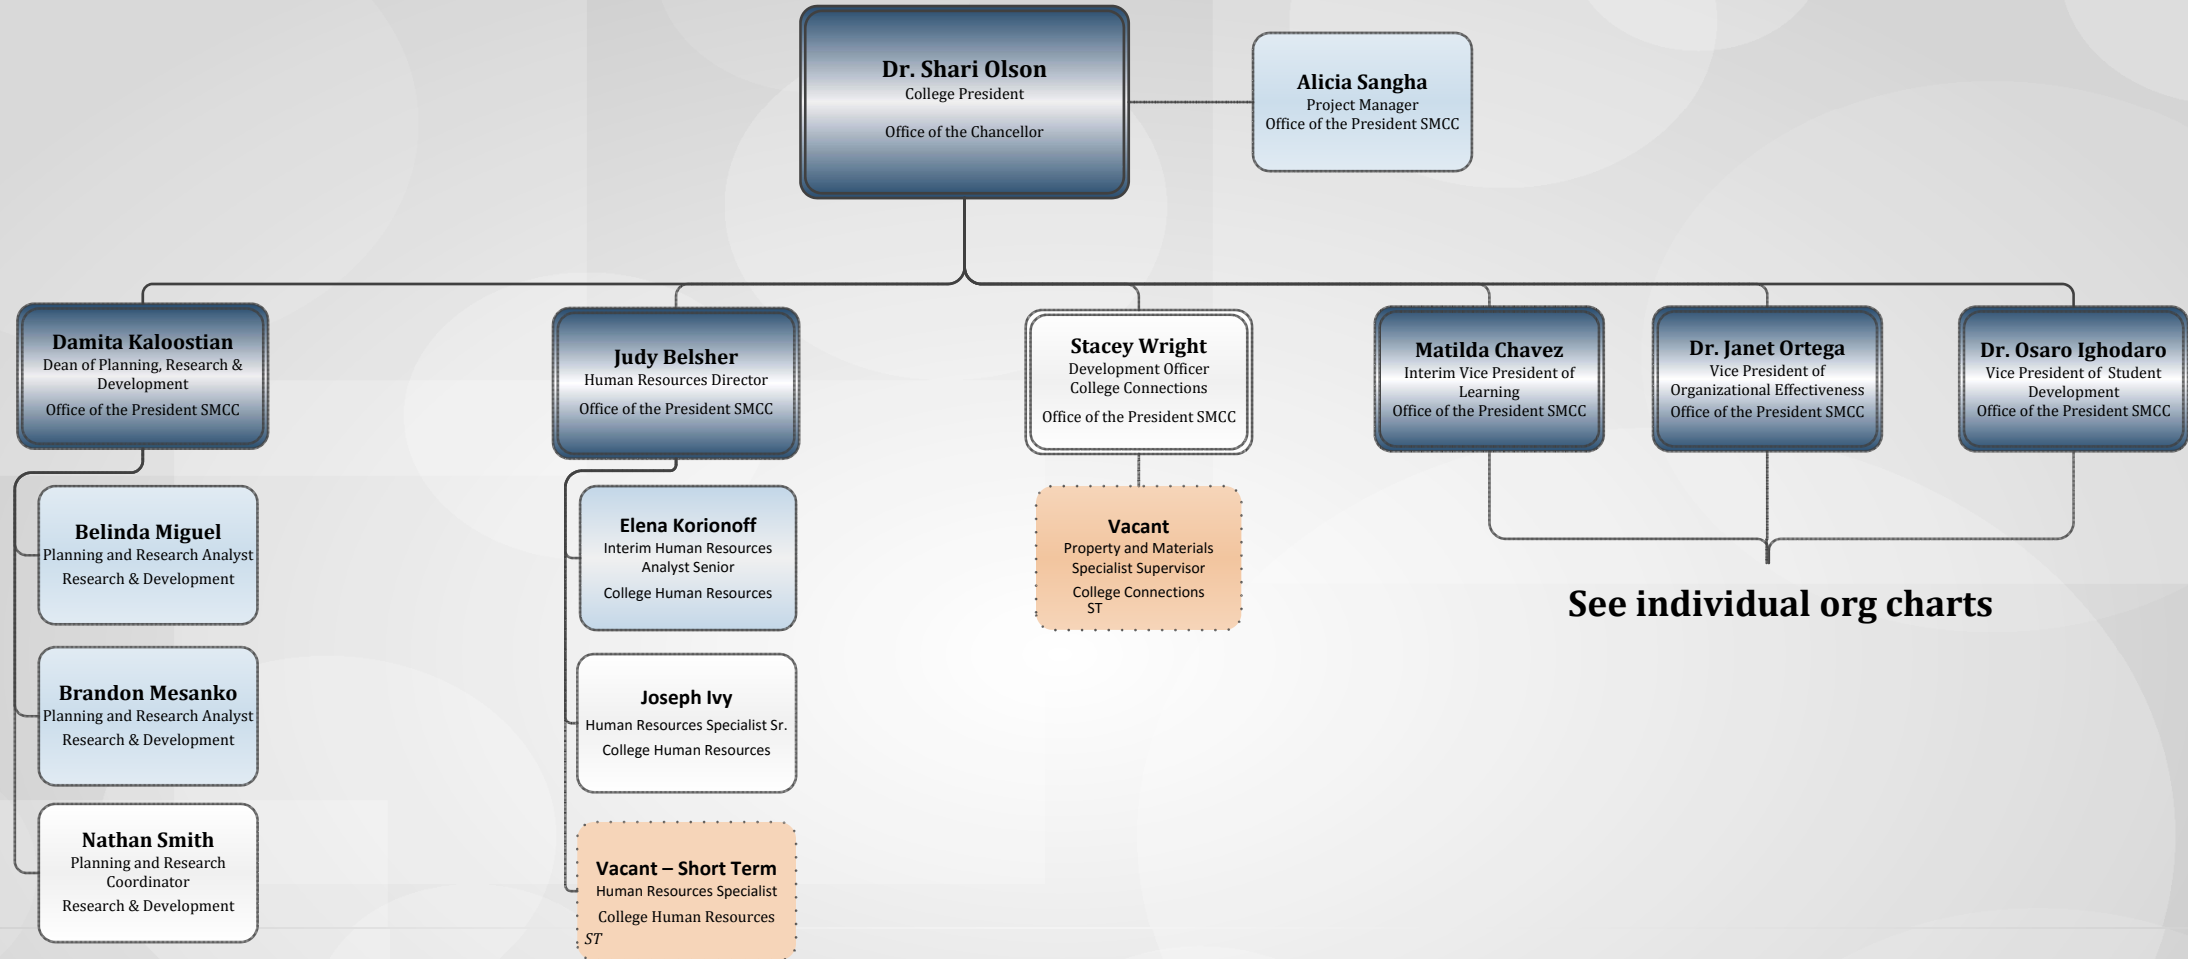 Dr. Shari Olson
College President
Office of the Chancellor
Alicia Sangha
Project Manager
Office of the President SMCC
Damita Kaloostian
Dean of Planning, Research &
Development
Office of the President SMCC
Judy Belsher
Human Resources Director
Office of the President SMCC
Stacey Wright
Development Officer
College Connections
Office of the President SMCC
Matilda Chavez
Interim Vice President of
Learning
Office of the President SMCC
Dr. Janet Ortega
Vice President of
Organizational Effectiveness
Office of the President SMCC
Dr. Osaro Ighodaro
Vice President of Student
Development
Office of the President SMCC
Belinda Miguel
Planning and Research Analyst
Research & Development
Brandon Mesanko
Planning and Research Analyst
Research & Development
Nathan Smith
Planning and Research
Coordinator
Research & Development
Elena Korionoff
Interim Human Resources
Analyst Senior
College Human Resources
Joseph Ivy
Human Resources Specialist Sr.
College Human Resources
Vacant – Short Term
Human Resources Specialist
College Human Resources
ST
Vacant
Property and Materials
Specialist Supervisor
College Connections
ST
See individual org charts